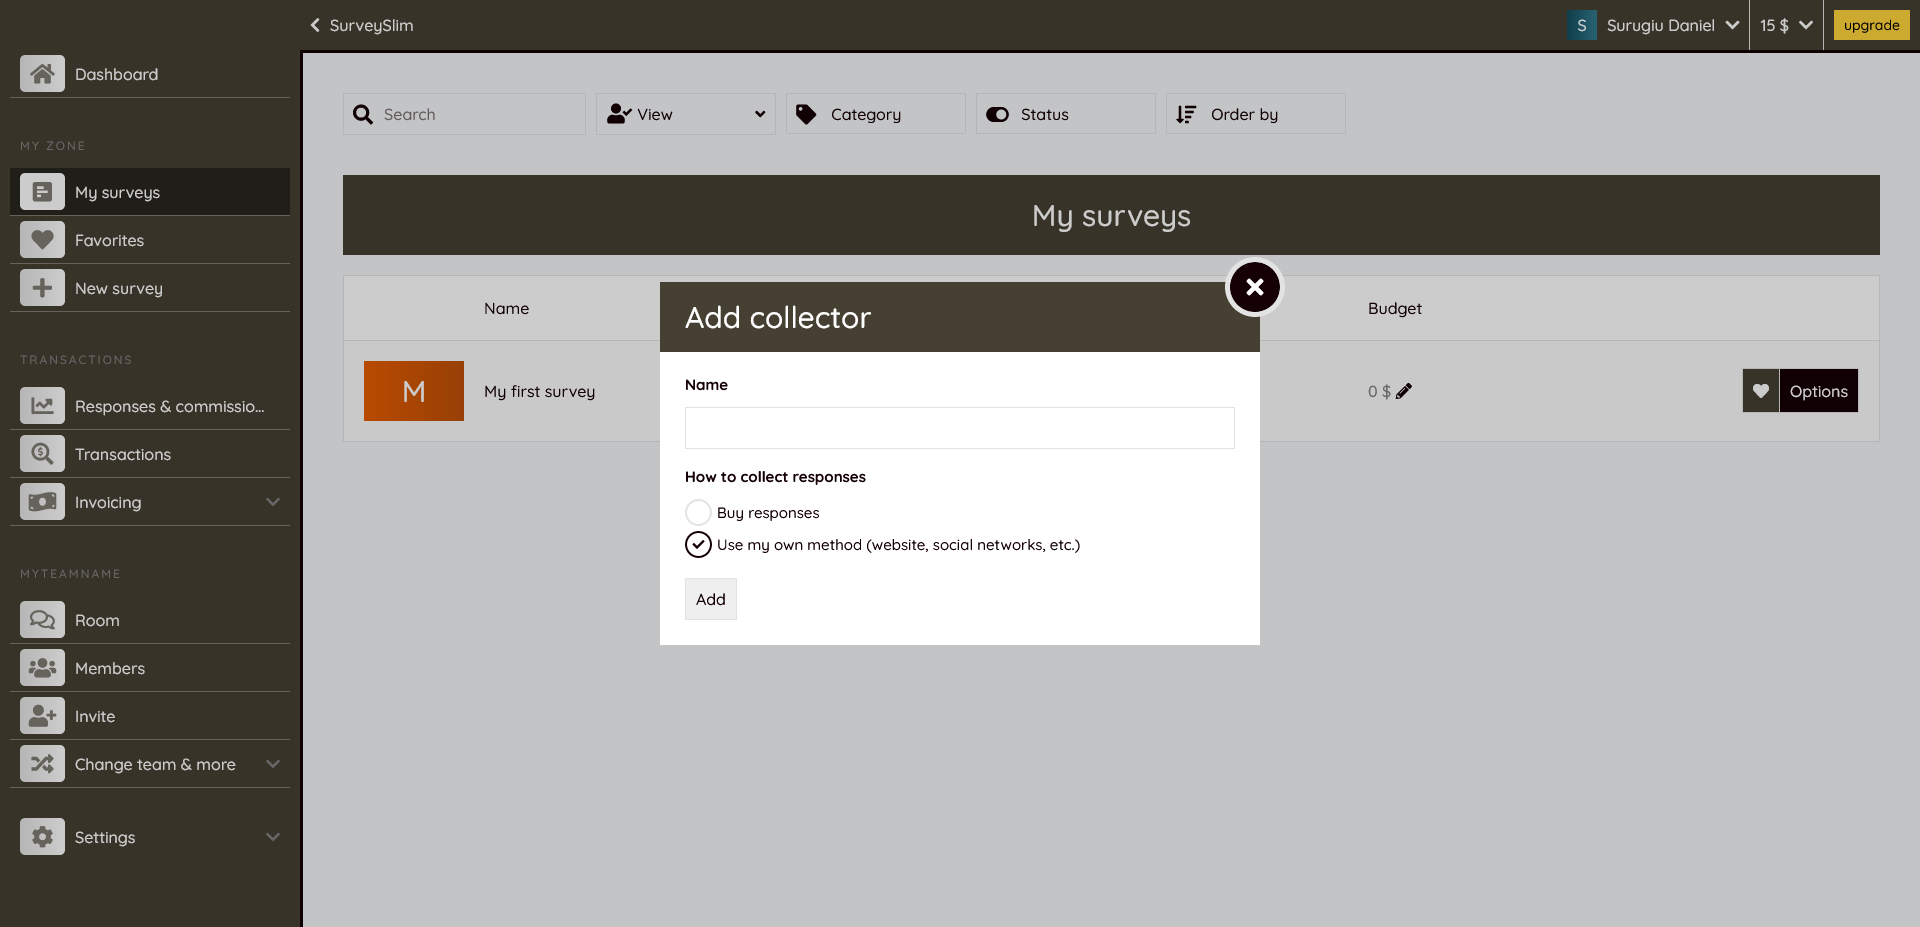 SurveySlim
S Surugiu Daniel
15 $
upgrade
Dashboard
MY ZONE
My surveys
Favorites
New survey
TRANSACTIONS
Responses & commissio...
Transactions
Invoicing
MYTEAMNAME
Room
Members
Invite
Change team & more
Settings
Search
View
Category
Status
Order by
My surveys
Name
Budget
M
My first survey
0 $
Options
Add collector
Name
How to collect responses
Buy responses
Use my own method (website, social networks, etc.)
Add